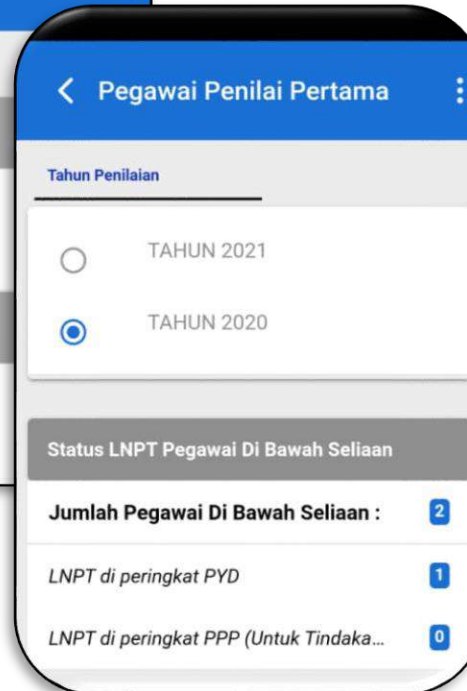 Pegawai Penilai Pertama
Tahun Penilaian
TAHUN 2021
TAHUN 2020
Status LNPT Pegawai Di Bawah Seliaan
Jumlah Pegawai Di Bawah Seliaan : 2
LNPT di peringkat PYD 1
LNPT di peringkat PPP (Untuk Tindaka... 0